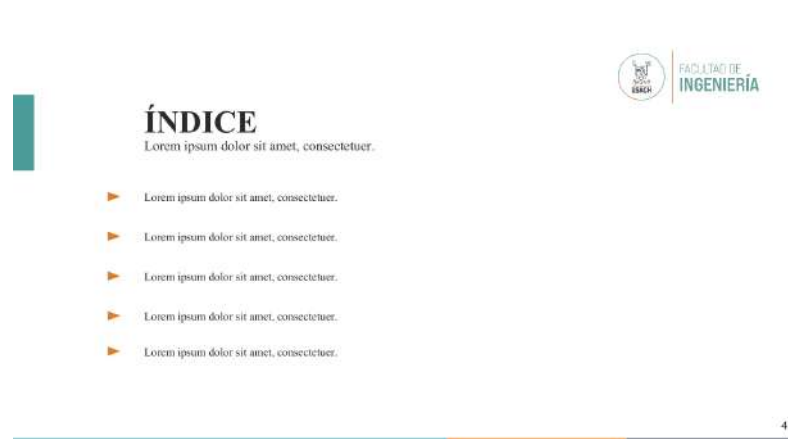 USACH
FACULTAD DE
INGENIERÍA
ÍNDICE
Lorem ipsum dolor sit amet, consectetuer.
Lorem ipsum dolor sit amet, consectetuer.
Lorem ipsum dolor sit amet, consectetuer.
Lorem ipsum dolor sit amet, consectetuer.
Lorem ipsum dolor sit amet, consectetuer.
Lorem ipsum dolor sit amet, consectetuer.
4